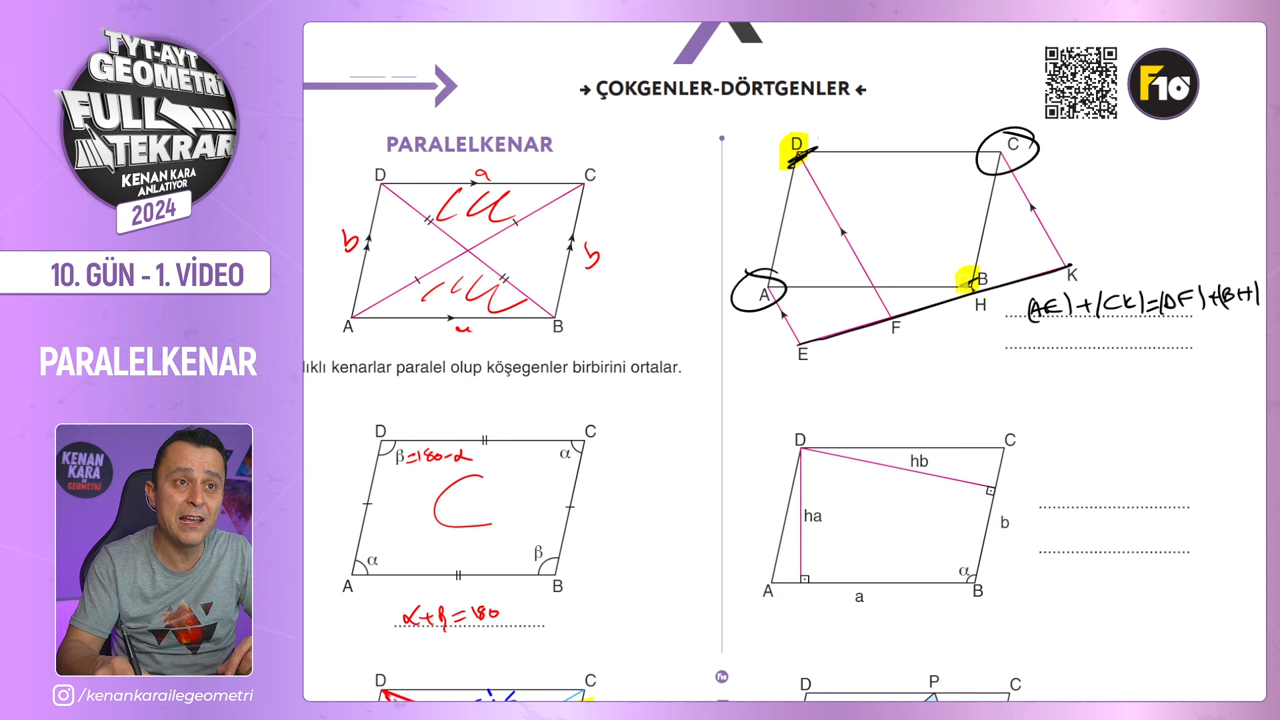 TYT-AYT
GEOMETRİ
FULL
TEKRAR
KENAN KARA
ANLATIYOR
2024
10. GÜN - 1. VİDEO
PARALELKENAR
KENAN
KARA
GEOMETRİ
/kenankarailegeometri
ÇOKGENLER-DÖRTGENLER
F10
PARALELKENAR
D a C
b b
A a B
lıklı kenarlar paralel olup köşegenler birbirini ortalar.
D C
β=180-α α
α β
A B
α+β=180
D C
D C
A B K
H
|AE|+|CK|=|DF|+|BH|
E F
D C
hb
ha b
α
A a B
F10
D P C